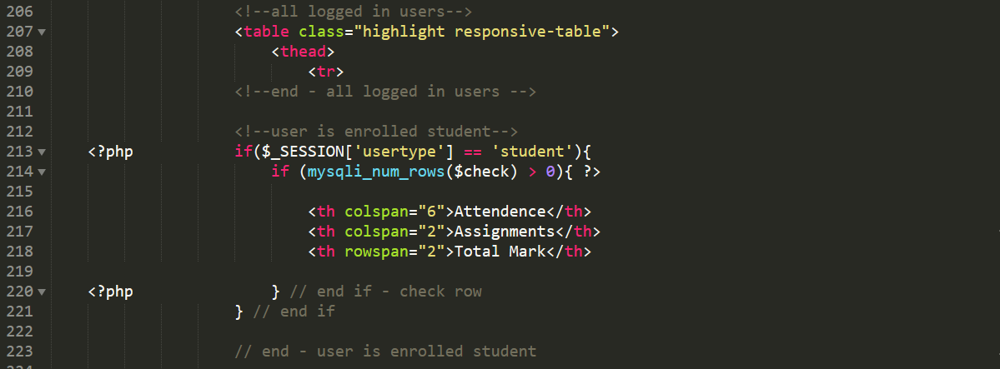 206 <!--all logged in users-->
207 <table class="highlight responsive-table">
208 <thead>
209 <tr>
210 <!--end - all logged in users -->
211
212 <!--user is enrolled student-->
213 <?php if($_SESSION['usertype'] == 'student'){
214 if (mysqli_num_rows($check) > 0){ ?>
215
216 <th colspan="6">Attendence</th>
217 <th colspan="2">Assignments</th>
218 <th rowspan="2">Total Mark</th>
219
220 <?php } // end if - check row
221 } // end if
222
223 // end - user is enrolled student